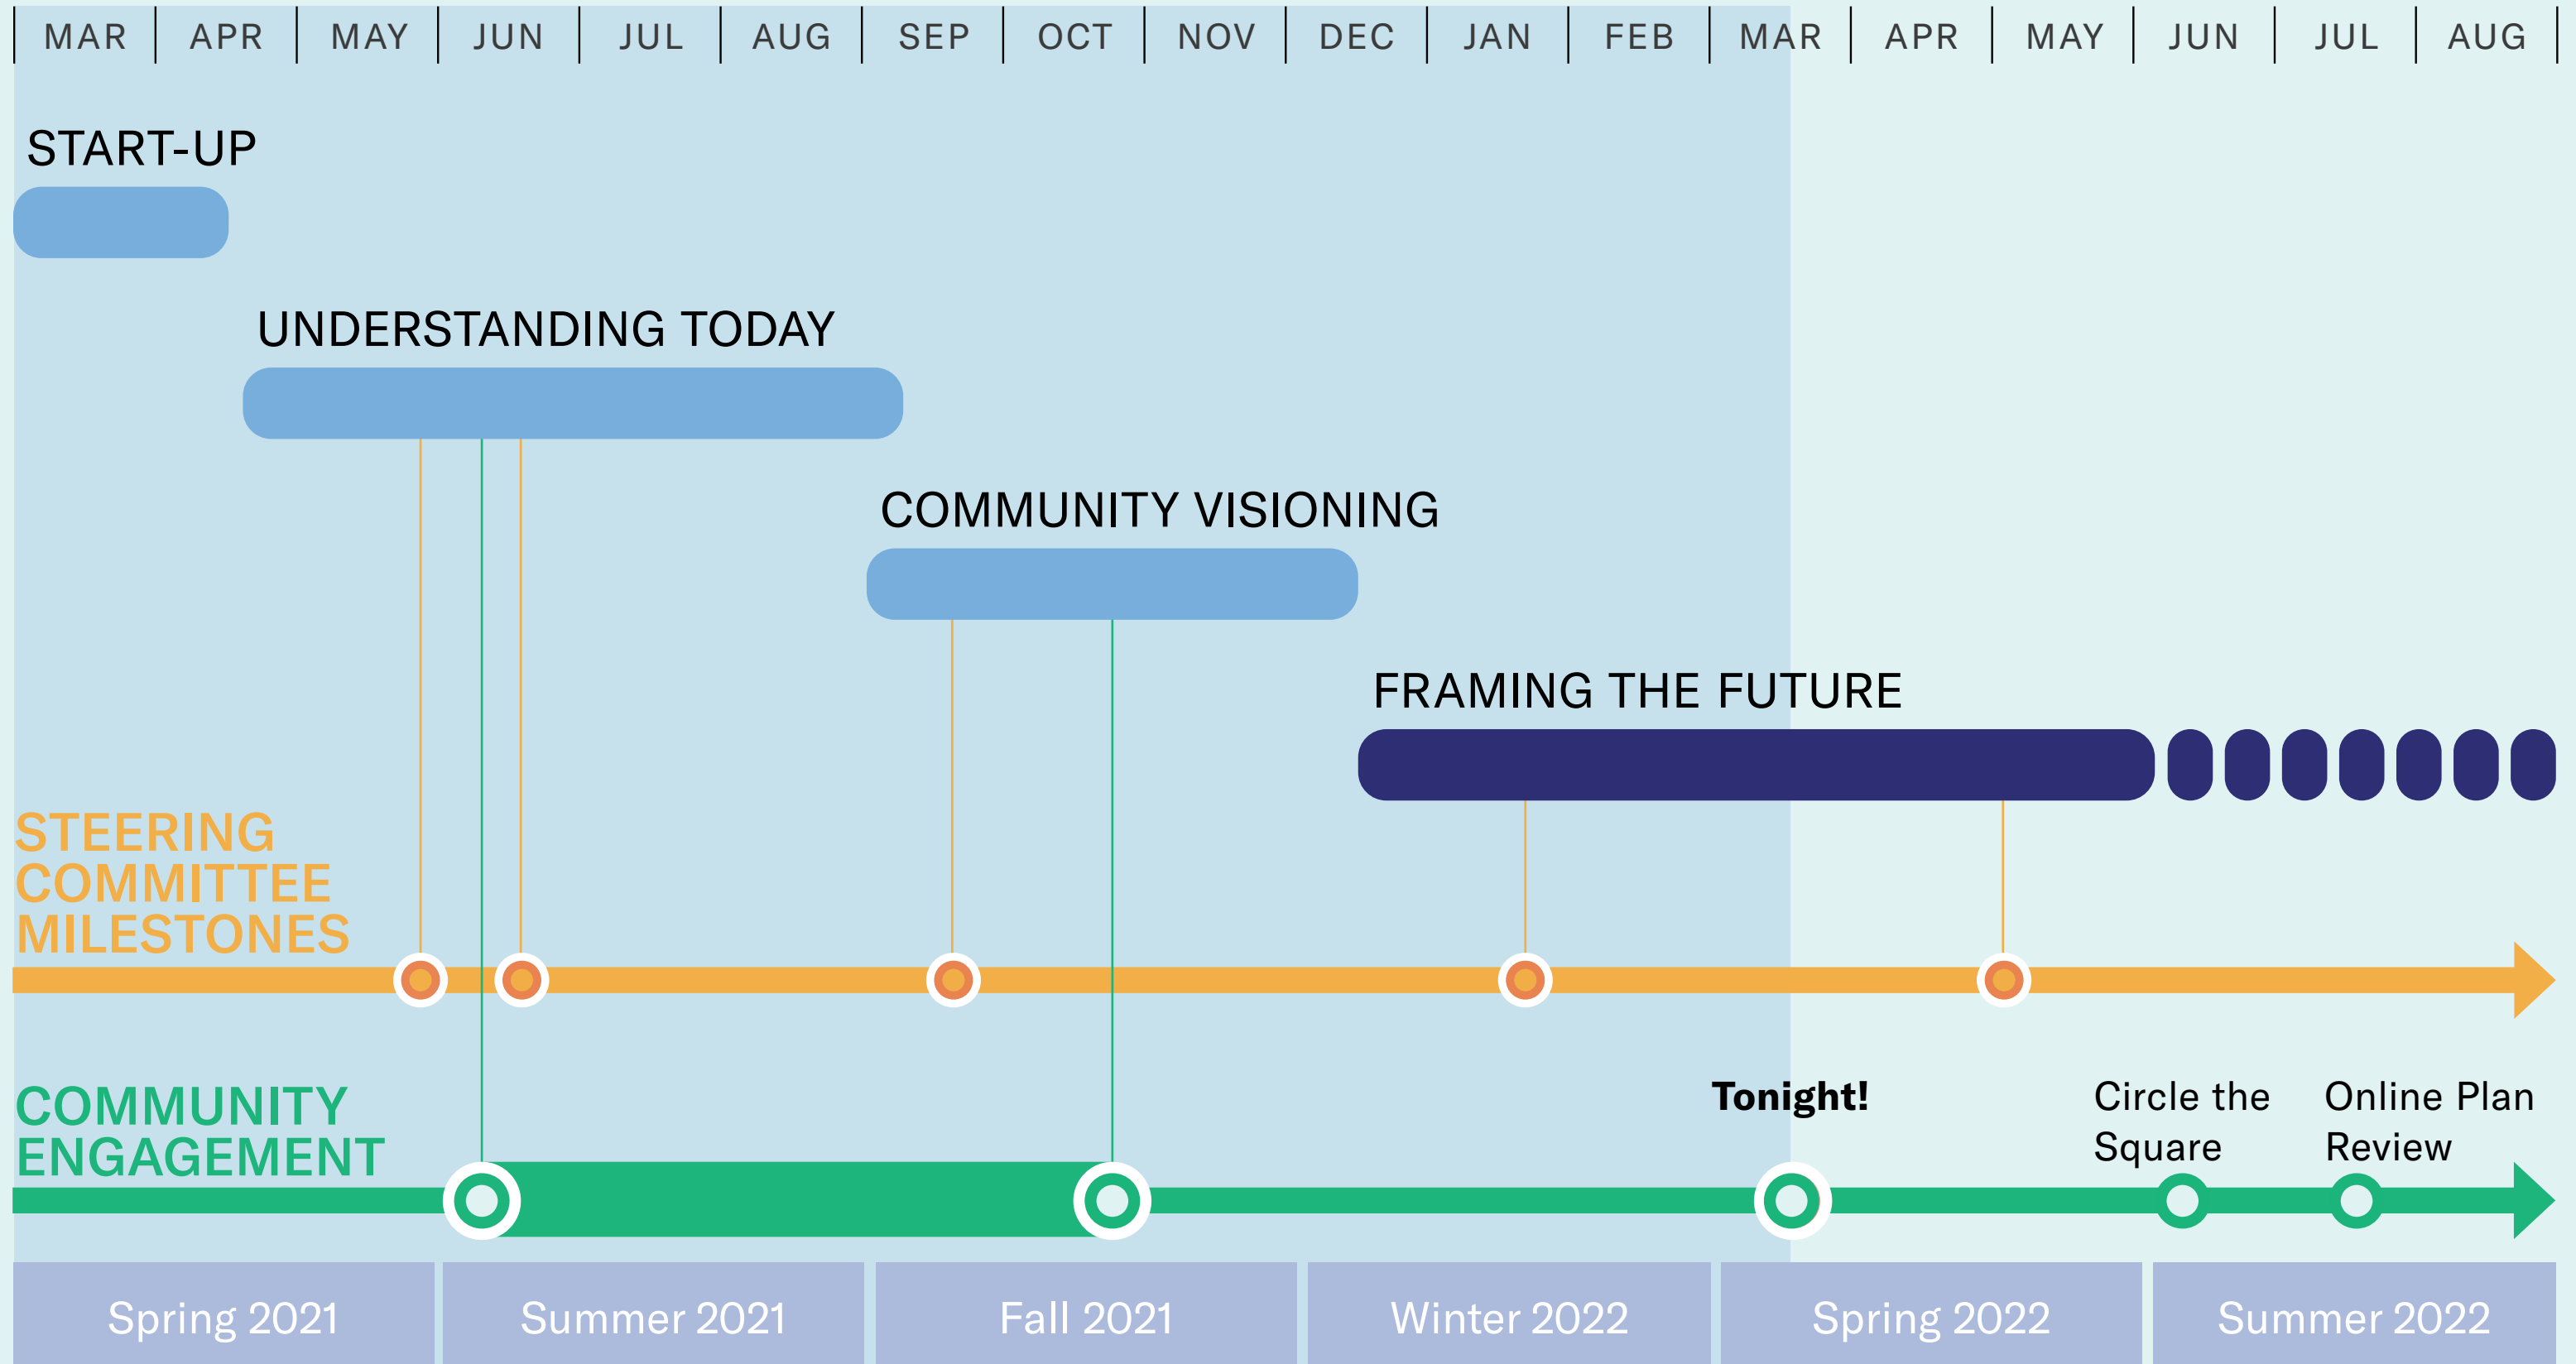 MAR APR MAY JUN JUL AUG SEP OCT NOV DEC JAN FEB MAR APR MAY JUN JUL AUG
START-UP
UNDERSTANDING TODAY
COMMUNITY VISIONING
FRAMING THE FUTURE
STEERING
COMMITTEE
MILESTONES
COMMUNITY
ENGAGEMENT
Tonight!
Circle the
Square
Online Plan
Review
Spring 2021 Summer 2021 Fall 2021 Winter 2022 Spring 2022 Summer 2022